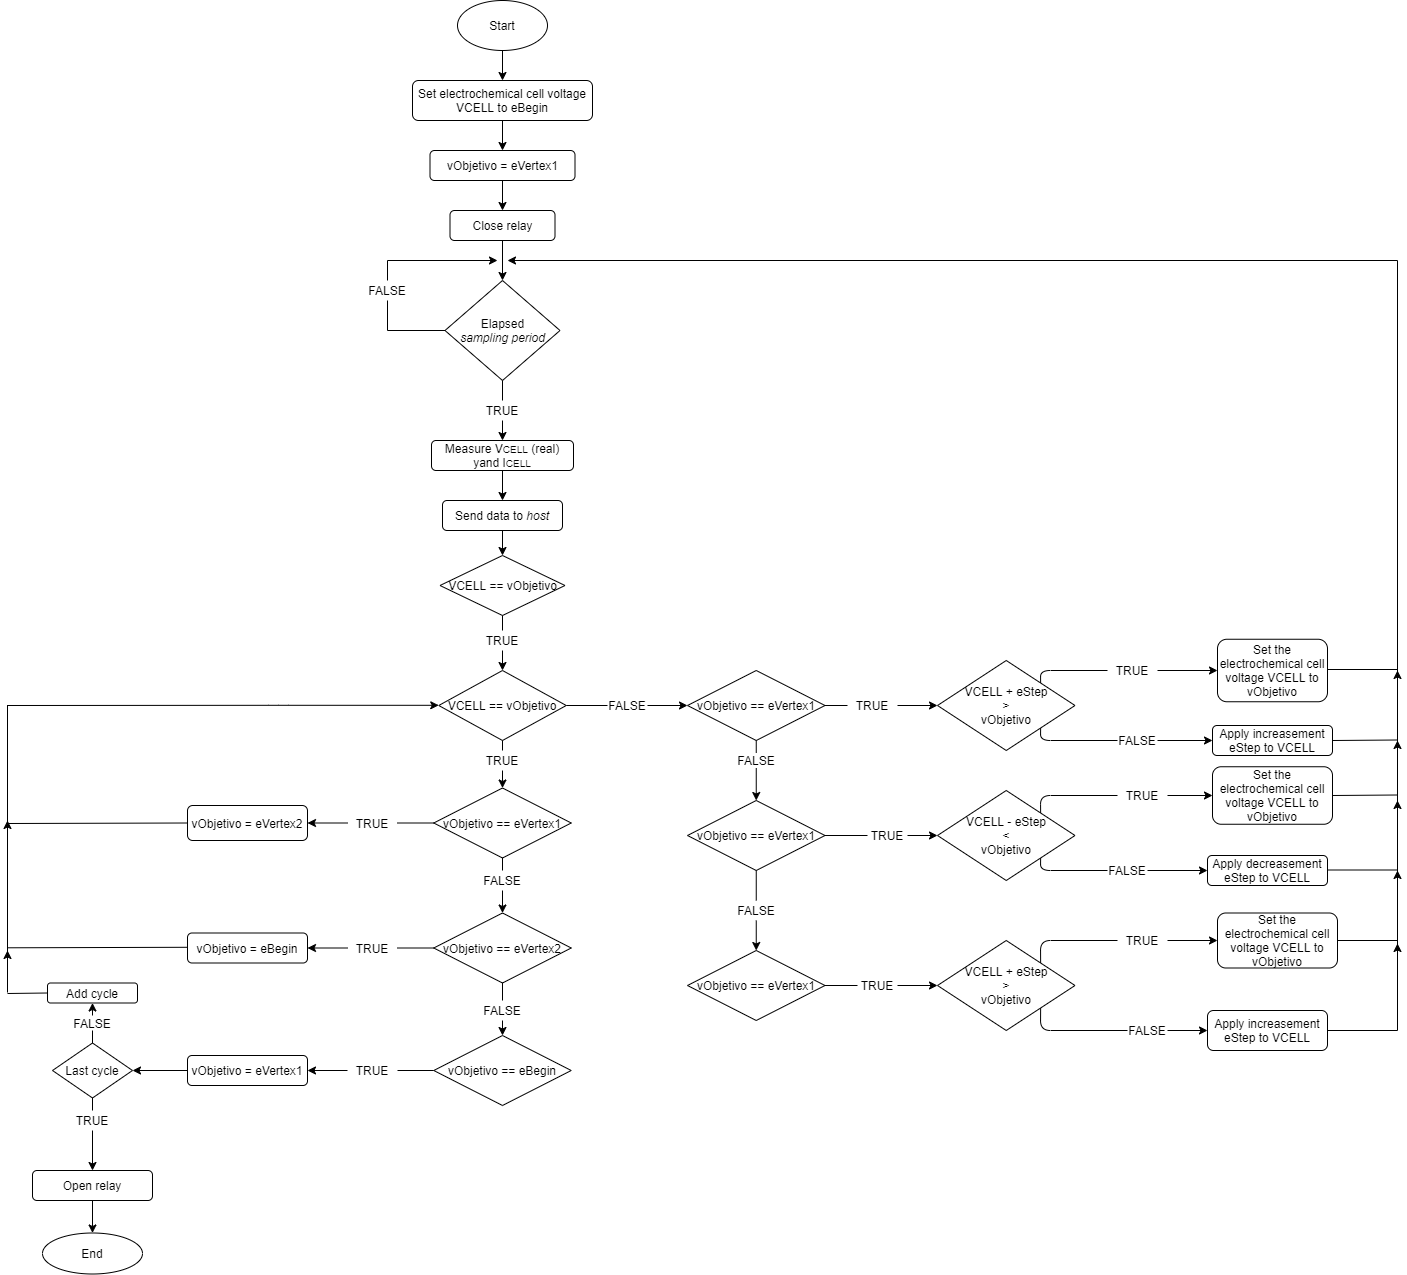 Start
Set electrochemical cell voltage
VCELL to eBegin
vObjetivo = eVertex1
Close relay
FALSE
Elapsed
sampling period
TRUE
Measure VCELL (real)
yand ICELL
Send data to host
VCELL == vObjetivo
TRUE
VCELL == vObjetivo
FALSE
vObjetivo == eVertex1
TRUE
VCELL + eStep
>
vObjetivo
TRUE
Set the
electrochemical cell
voltage VCELL to
vObjetivo
FALSE
Apply increasement
eStep to VCELL
TRUE
FALSE
vObjetivo = eVertex2
TRUE
vObjetivo == eVertex1
vObjetivo == eVertex1
TRUE
VCELL - eStep
<
vObjetivo
TRUE
Set the
electrochemical cell
voltage VCELL to
vObjetivo
FALSE
Apply decreasement
eStep to VCELL
FALSE
FALSE
vObjetivo = eBegin
TRUE
vObjetivo == eVertex2
vObjetivo == eVertex1
TRUE
VCELL + eStep
>
vObjetivo
TRUE
Set the
electrochemical cell
voltage VCELL to
vObjetivo
FALSE
Apply increasement
eStep to VCELL
Add cycle
FALSE
FALSE
Last cycle
vObjetivo = eVertex1
TRUE
vObjetivo == eBegin
TRUE
Open relay
End